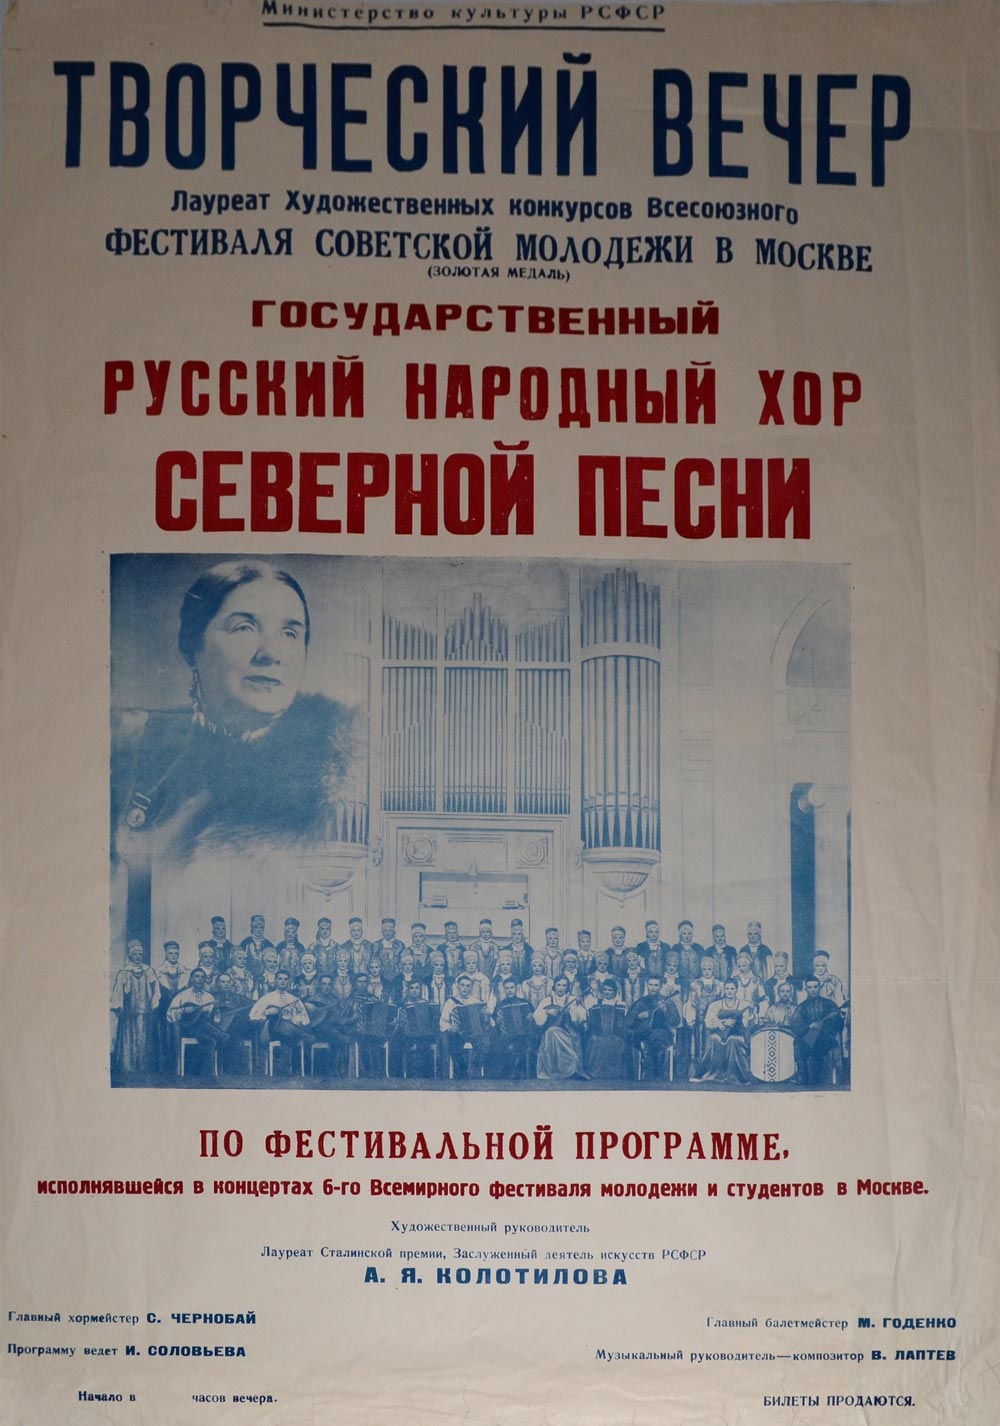 Министерство культуры РСФСР
ТВОРЧЕСКИЙ ВЕЧЕР
Лауреат Художественных конкурсов Всесоюзного
ФЕСТИВАЛЯ СОВЕТСКОЙ МОЛОДЕЖИ В МОСКВЕ
(ЗОЛОТАЯ МЕДАЛЬ)
ГОСУДАРСТВЕННЫЙ
РУССКИЙ НАРОДНЫЙ ХОР
СЕВЕРНОЙ ПЕСНИ
ПО ФЕСТИВАЛЬНОЙ ПРОГРАММЕ,
исполнявшейся в концертах 6-го Всемирного фестиваля молодежи и студентов в Москве.
Художественный руководитель
Лауреат Сталинской премии, Заслуженный деятель искусств РСФСР
А. Я. КОЛОТИЛОВА
Главный хормейстер С. ЧЕРНОБАЙ
Главный балетмейстер М. ГОДЕНКО
Программу ведет И. СОЛОВЬЕВА
Музыкальный руководитель—композитор В. ЛАПТЕВ
Начало в часов вечера.
БИЛЕТЫ ПРОДАЮТСЯ.